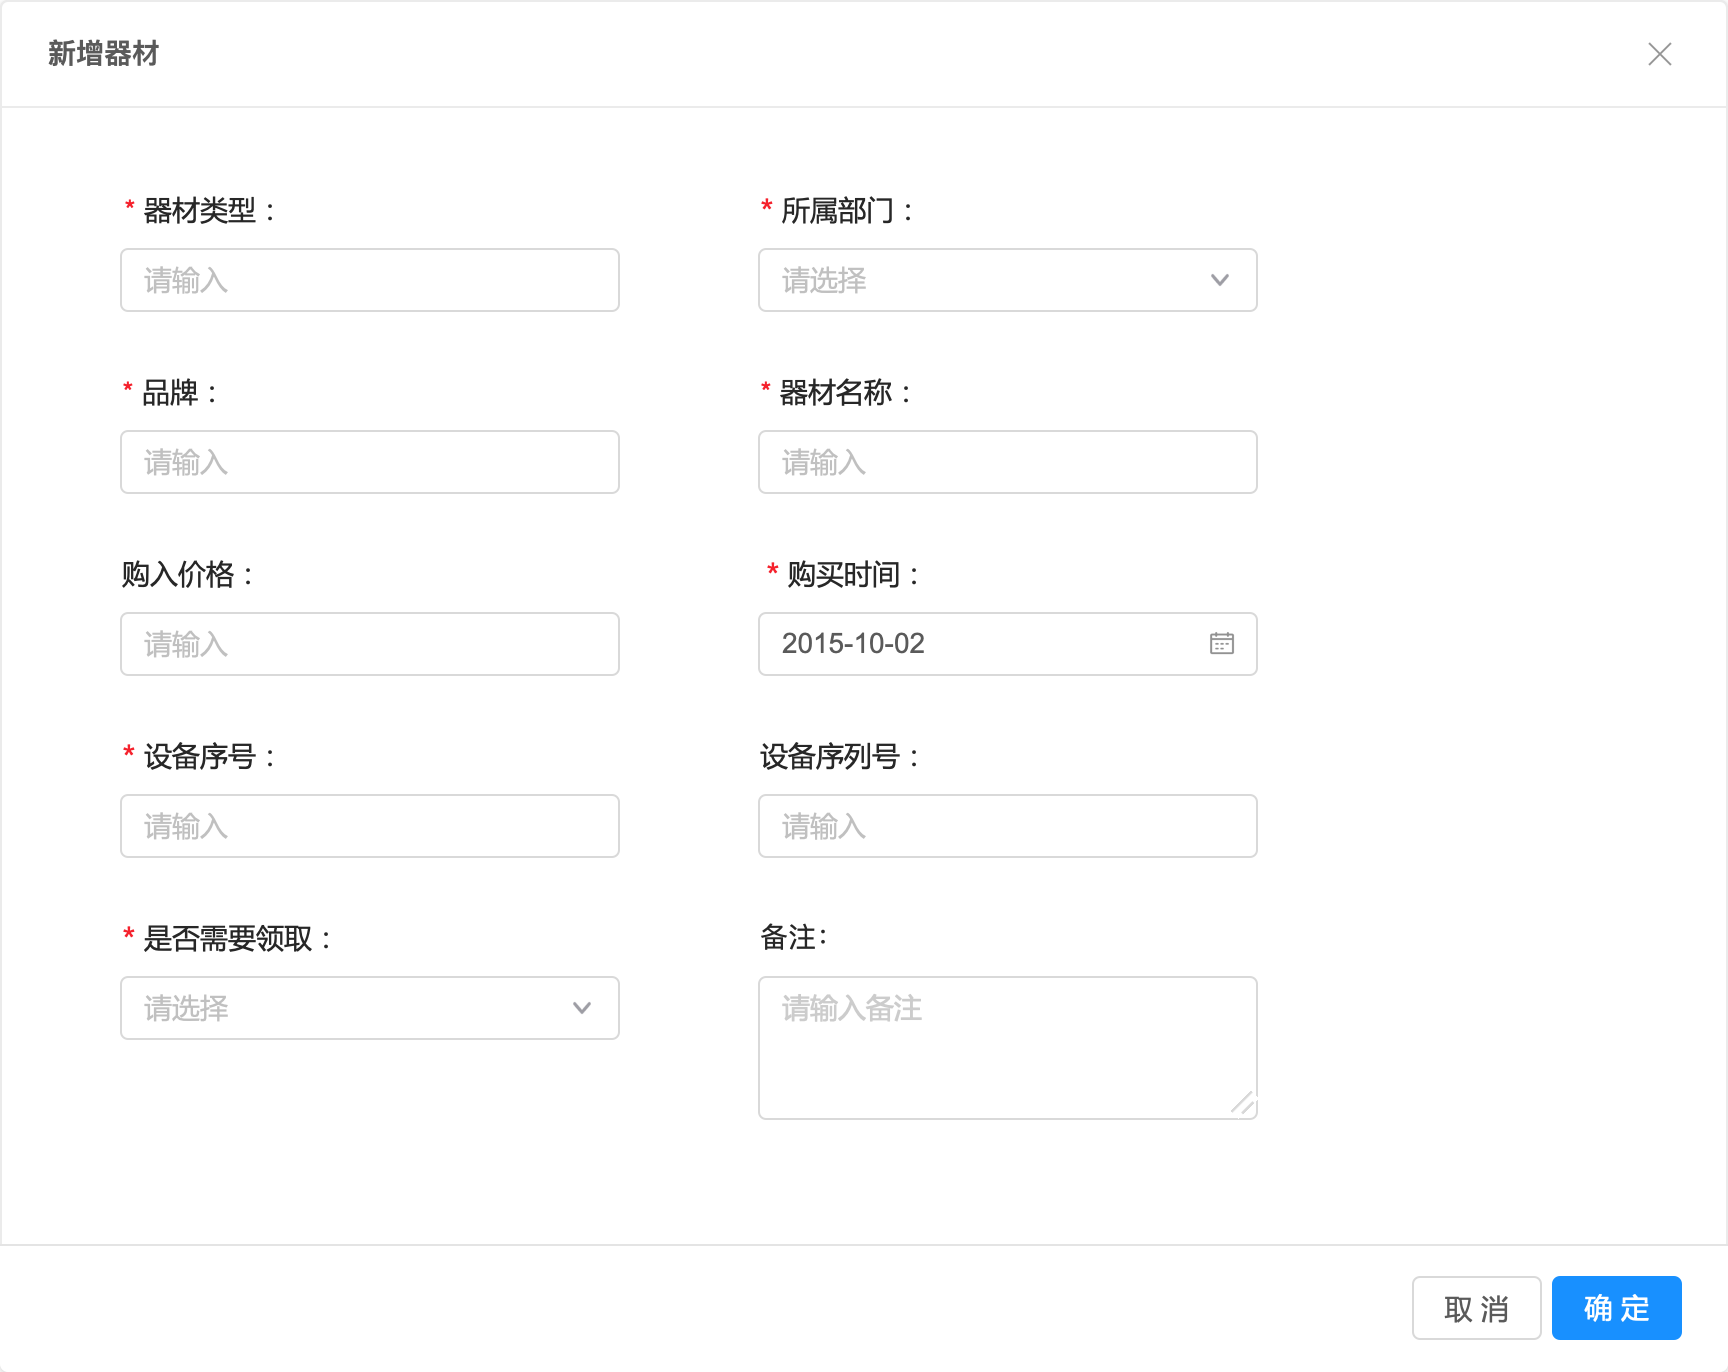 新增器材
* 器材类型：
* 所属部门：
请输入
请选择
* 品牌：
* 器材名称：
请输入
请输入
购入价格：
* 购买时间：
请输入
2015-10-02
* 设备序号：
设备序列号：
请输入
请输入
* 是否需要领取：
备注：
请选择
请输入备注
取 消
确 定